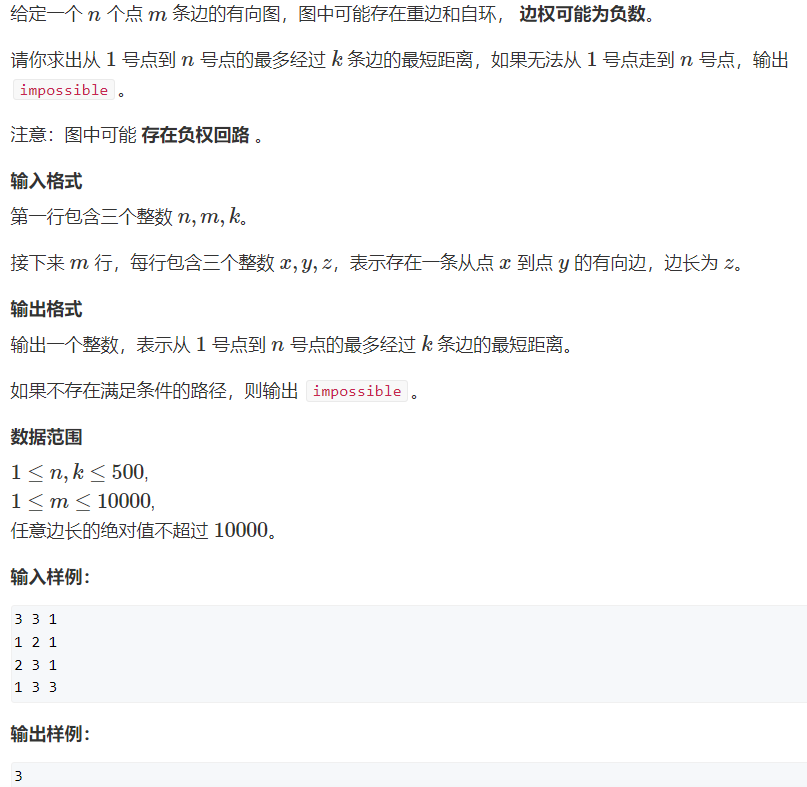 给定一个 n 个点 m 条边的有向图，图中可能存在重边和自环， 边权可能为负数。
请你求出从 1 号点到 n 号点的最多经过 k 条边的最短距离，如果无法从 1 号点走到 n 号点，输出
impossible 。
注意：图中可能 存在负权回路 。
输入格式
第一行包含三个整数 n, m, k。
接下来 m 行，每行包含三个整数 x, y, z，表示存在一条从点 x 到点 y 的有向边，边长为 z。
输出格式
输出一个整数，表示从 1 号点到 n 号点的最多经过 k 条边的最短距离。
如果不存在满足条件的路径，则输出 impossible 。
数据范围
1 ≤ n, k ≤ 500,
1 ≤ m ≤ 10000,
任意边长的绝对值不超过 10000。
输入样例：
3 3 1
1 2 1
2 3 1
1 3 3
输出样例：
3